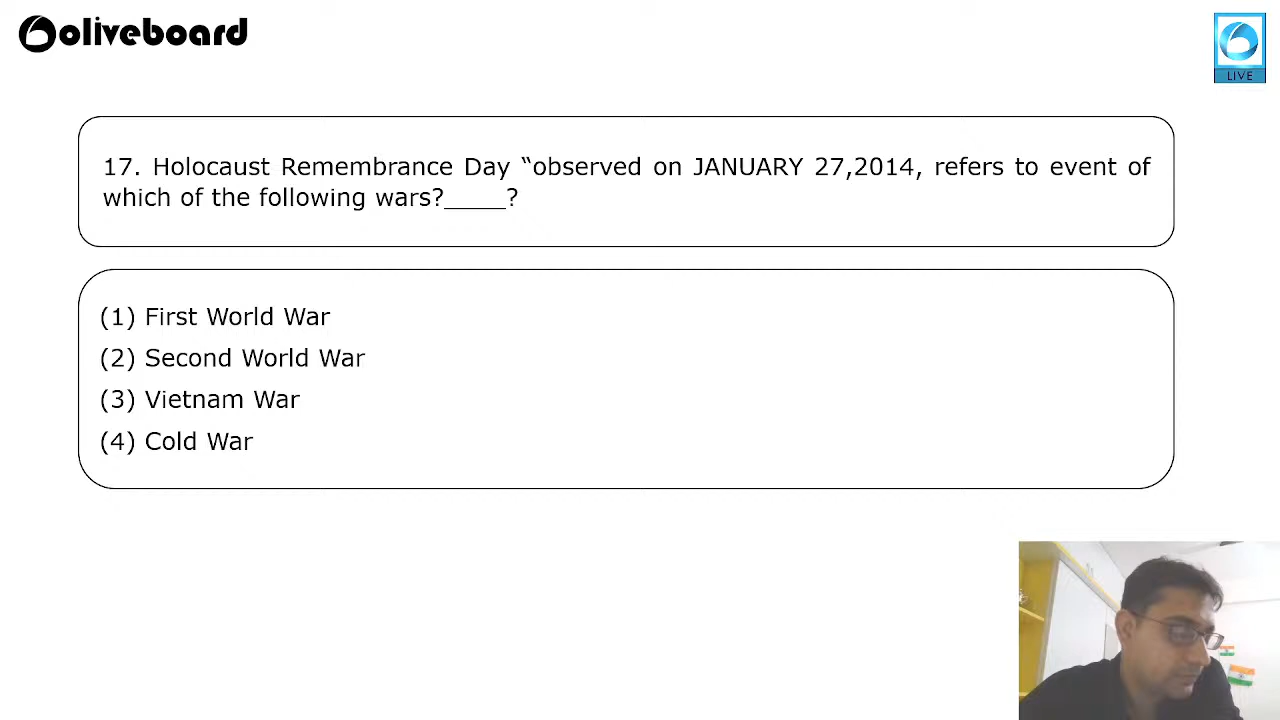 oliveboard
LIVE
17. Holocaust Remembrance Day “observed on JANUARY 27,2014, refers to event of
which of the following wars?_____?
(1) First World War
(2) Second World War
(3) Vietnam War
(4) Cold War